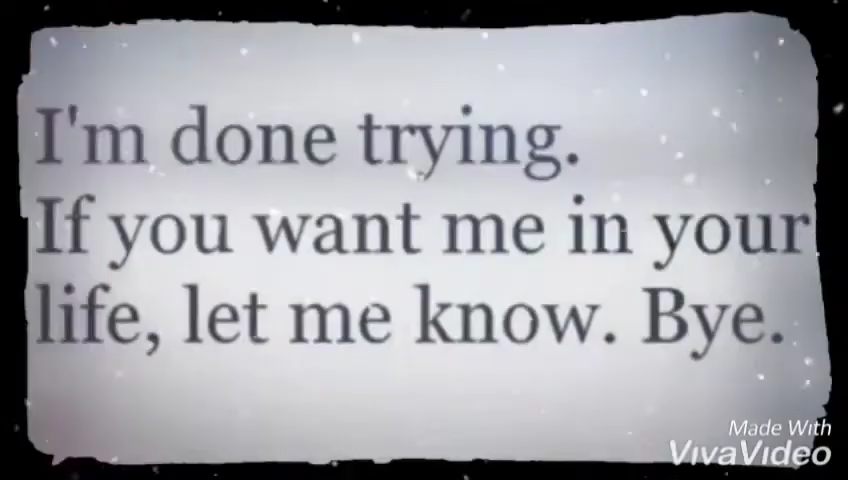 I'm done trying.
If you want me in your
life, let me know. Bye.
Made With
VivaVideo